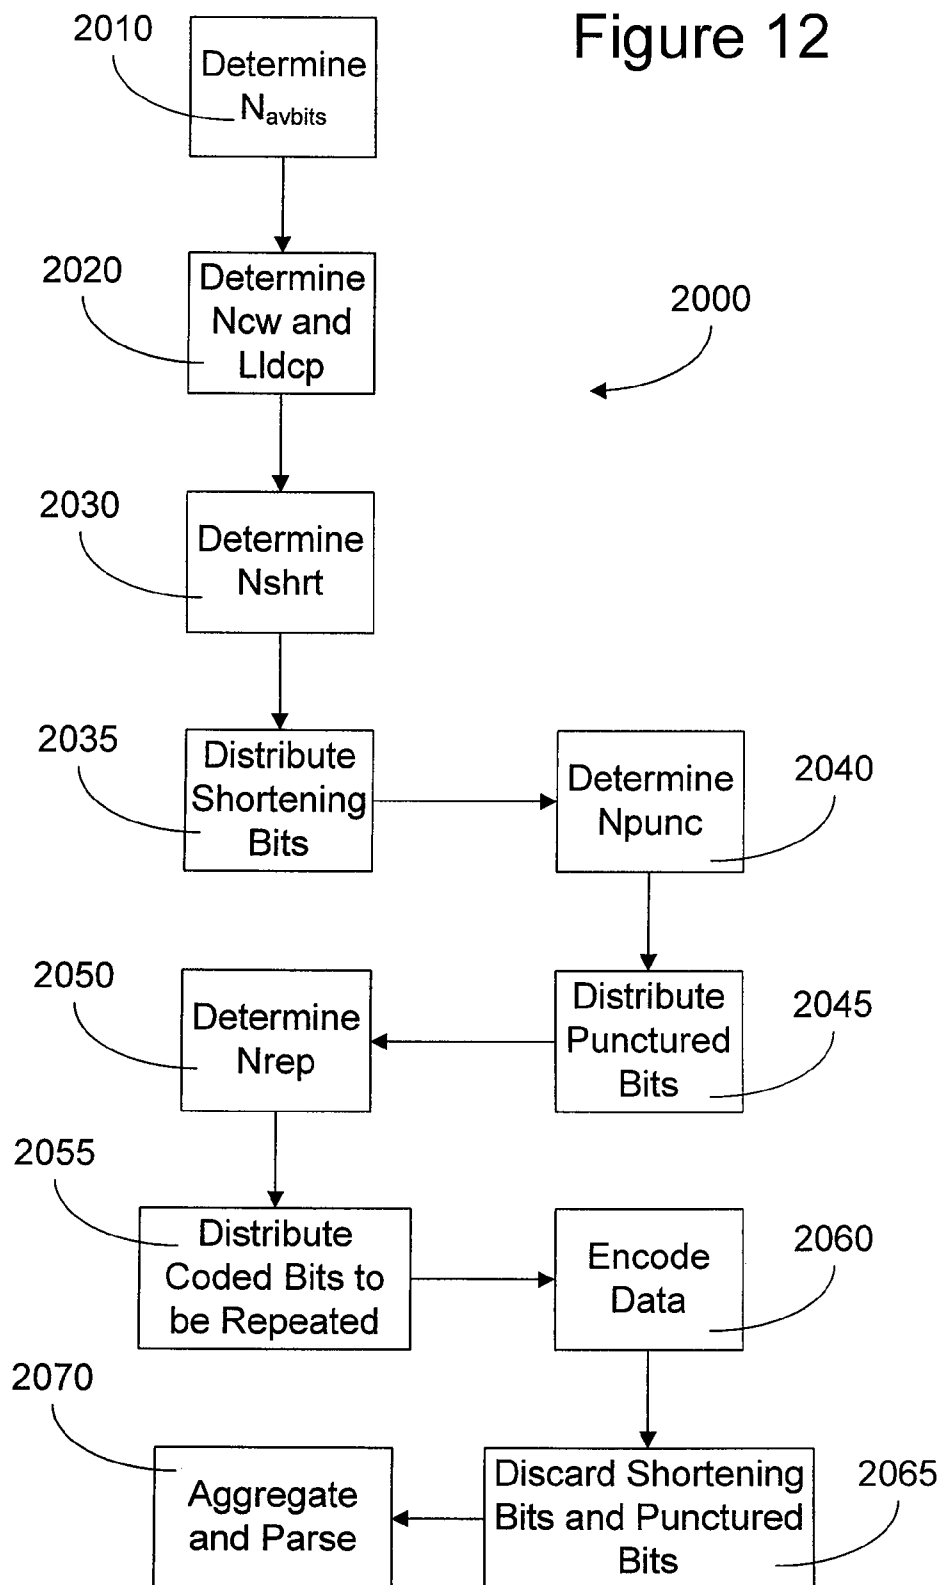 Figure 12
2010
Determine
Navbits
2020
Determine
Ncw and
Lldcp
2000
2030
Determine
Nshrt
2035
Distribute
Shortening
Bits
2040
Determine
Npunc
2050
Determine
Nrep
Distribute
Punctured
Bits
2045
2055
Distribute
Coded Bits to
be Repeated
Encode
Data
2060
2070
Aggregate
and Parse
Discard Shortening
Bits and Punctured
Bits
2065